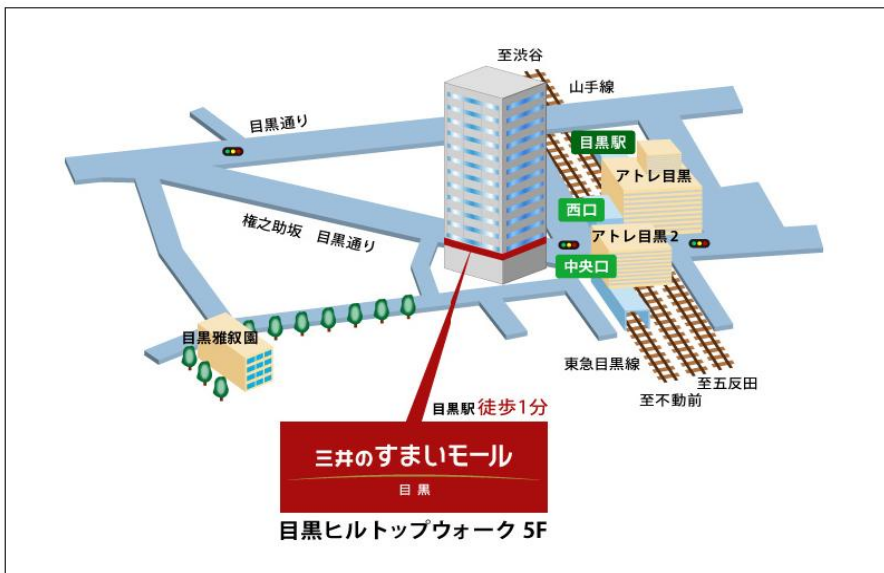 至渋谷
山手線
目黒通り
目黒駅
アトレ目黒
西口
権之助坂 目黒通り
アトレ目黒2
中央口
目黒雅叙園
東急目黒線
至五反田
至不動前
目黒駅 徒歩1分
三井のすまいモール
目黒
目黒ヒルトップウォーク 5F